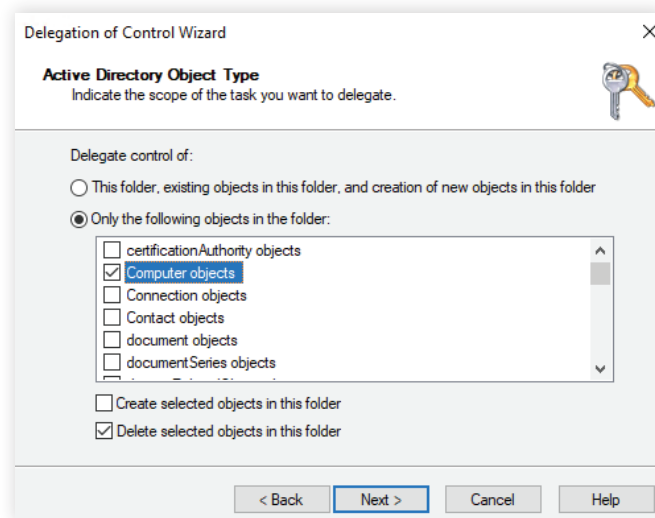 Delegation of Control Wizard
Active Directory Object Type
Indicate the scope of the task you want to delegate.
Delegate control of:
This folder, existing objects in this folder, and creation of new objects in this folder
Only the following objects in the folder:
certificationAuthority objects
Computer objects
Connection objects
Contact objects
document objects
documentSeries objects
Create selected objects in this folder
Delete selected objects in this folder
< Back Next > Cancel Help